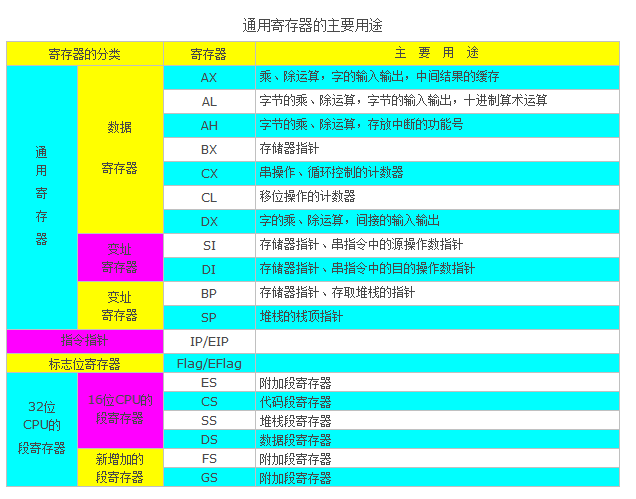 通用寄存器的主要用途
寄存器的分类 寄存器 主 要 用 途
通用寄存器
数据
寄存器
AX 乘、除运算，字的输入输出，中间结果的缓存
AL 字节的乘、除运算，字节的输入输出，十进制算术运算
AH 字节的乘、除运算，存放中断的功能号
BX 存储器指针
CX 串操作、循环控制的计数器
CL 移位操作的计数器
DX 字的乘、除运算，间接的输入输出
变址
寄存器
SI 存储器指针、串指令中的源操作数指针
DI 存储器指针、串指令中的目的操作数指针
变址
寄存器
BP 存储器指针、存取堆栈的指针
SP 堆栈的栈顶指针
指令指针 IP/EIP
标志位寄存器 Flag/EFlag
32位
CPU的
段寄存器
16位CPU的
段寄存器
ES 附加段寄存器
CS 代码段寄存器
SS 堆栈段寄存器
DS 数据段寄存器
新增加的
段寄存器
FS 附加段寄存器
GS 附加段寄存器